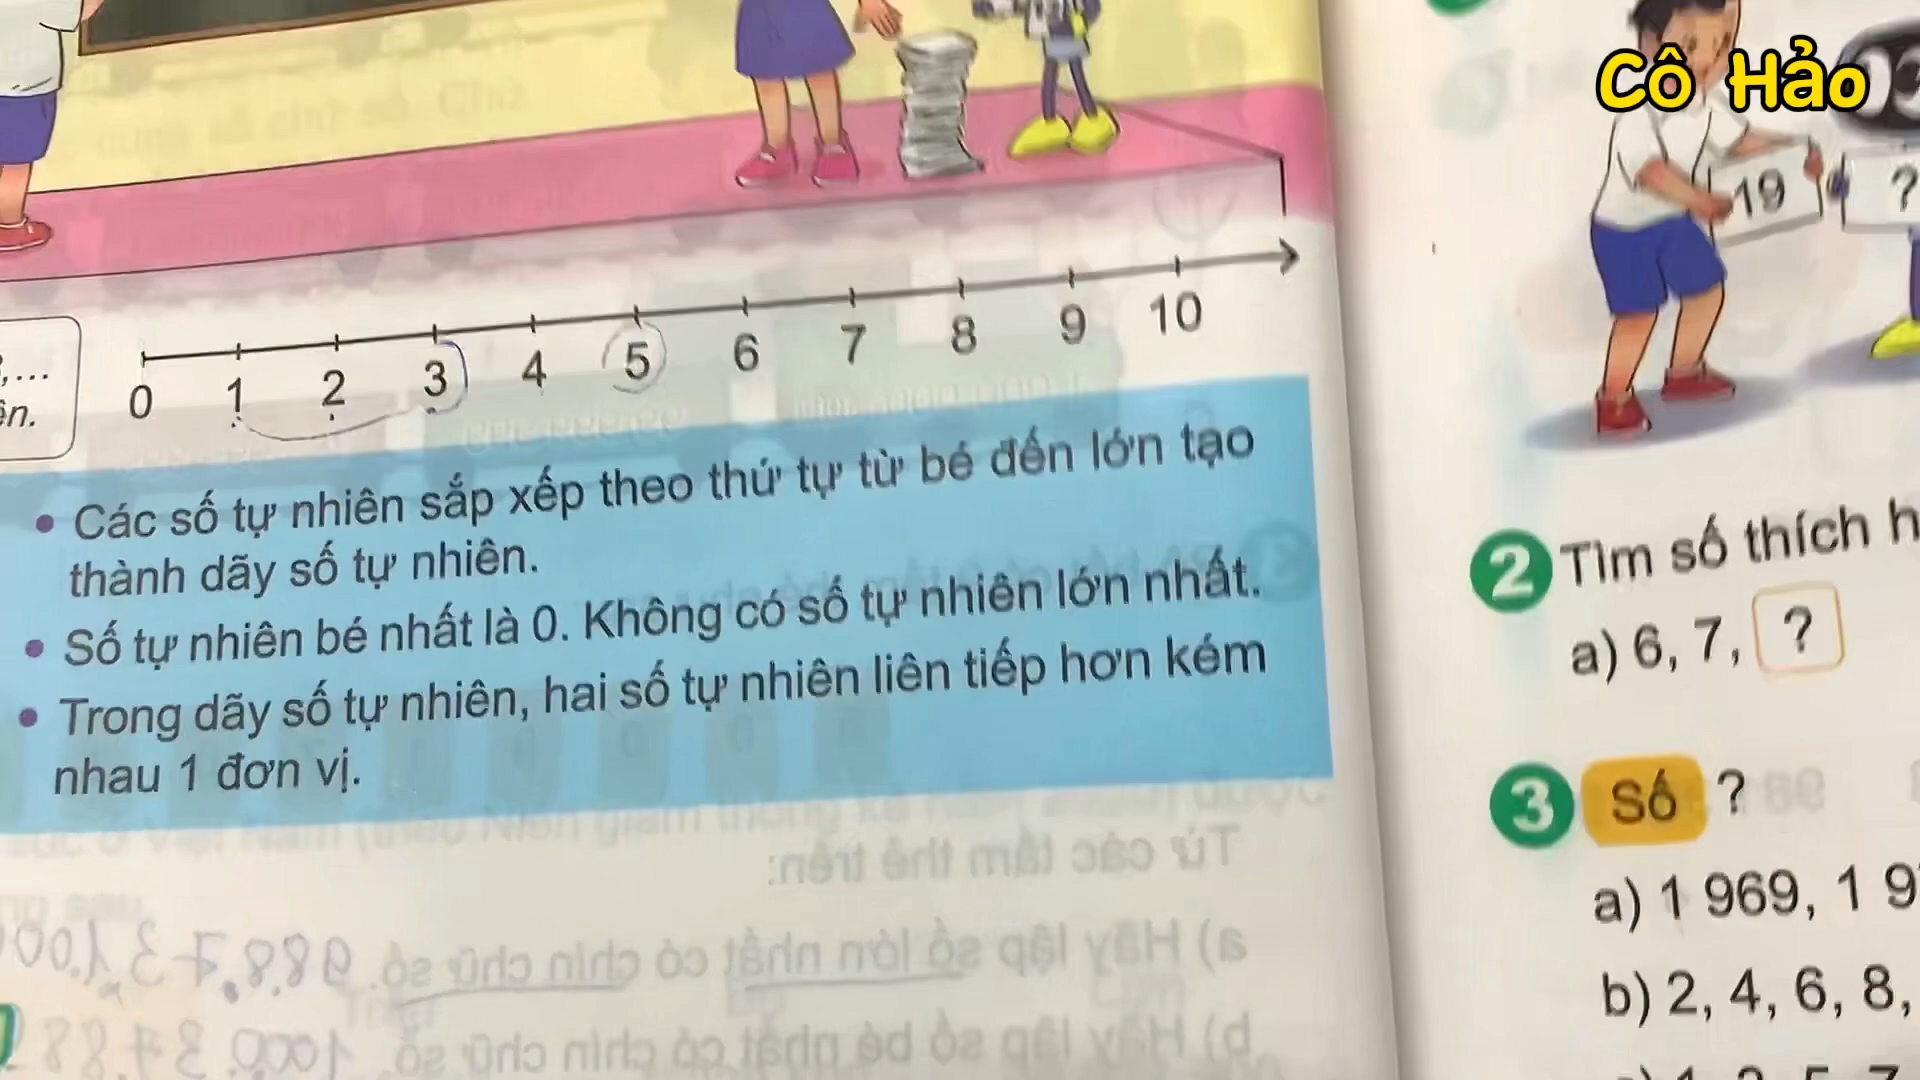 Cô Hảo
19
?
,...
ên.
0 1 2 3 4 5 6 7 8 9 10
• Các số tự nhiên sắp xếp theo thứ tự từ bé đến lớn tạo
thành dãy số tự nhiên.
• Số tự nhiên bé nhất là 0. Không có số tự nhiên lớn nhất.
• Trong dãy số tự nhiên, hai số tự nhiên liên tiếp hơn kém
nhau 1 đơn vị.
2 Tìm số thích h
a) 6, 7, ?
3 Số ?
a) 1 969, 1 9
b) 2, 4, 6, 8,